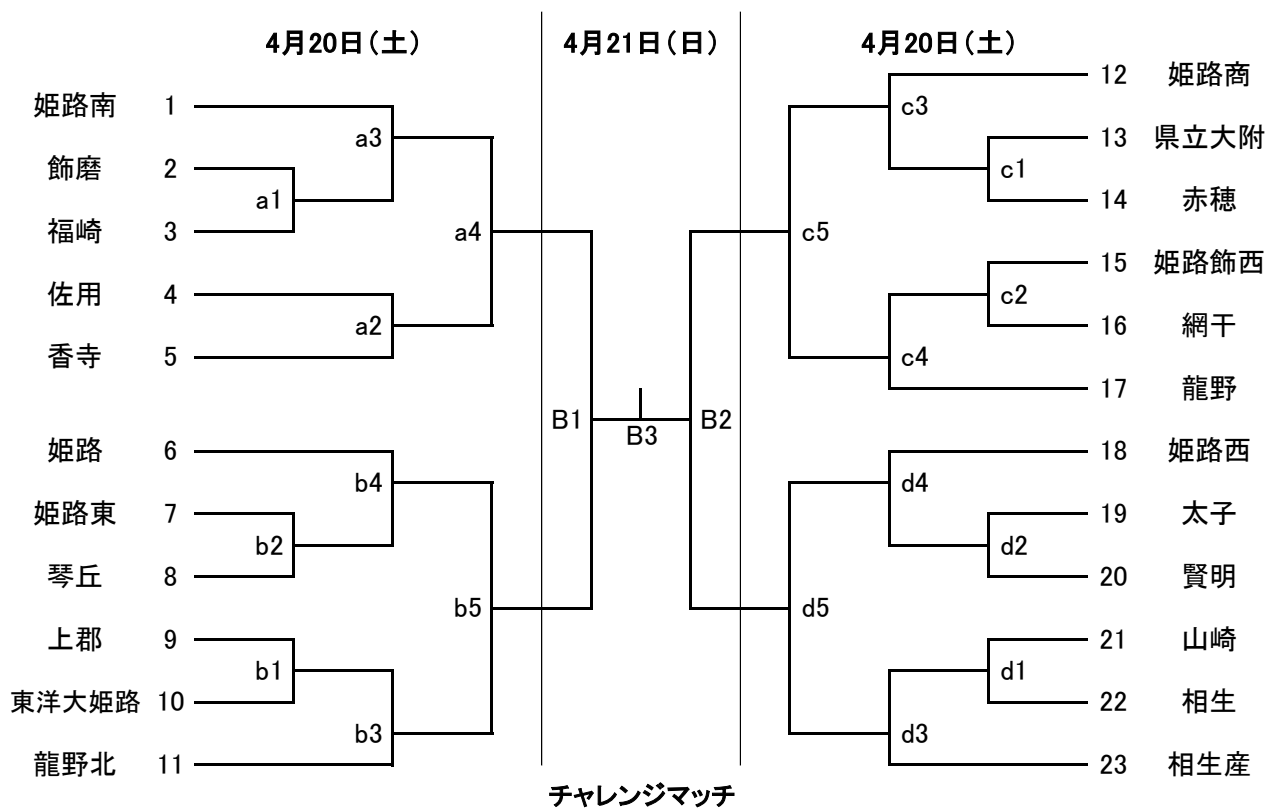 4月20日（土） 4月21日（日） 4月20日（土）
姫路南 1
飾磨 2
福崎 3
佐用 4
香寺 5
姫路 6
姫路東 7
琴丘 8
上郡 9
東洋大姫路 10
龍野北 11
a1
a2
a3
a4
b1
b2
b3
b4
b5
B1
B3
B2
12 姫路商
13 県立大附
14 赤穂
15 姫路飾西
16 網干
17 龍野
18 姫路西
19 太子
20 賢明
21 山崎
22 相生
23 相生産
c1
c2
c3
c4
c5
d1
d2
d3
d4
d5
チャレンジマッチ